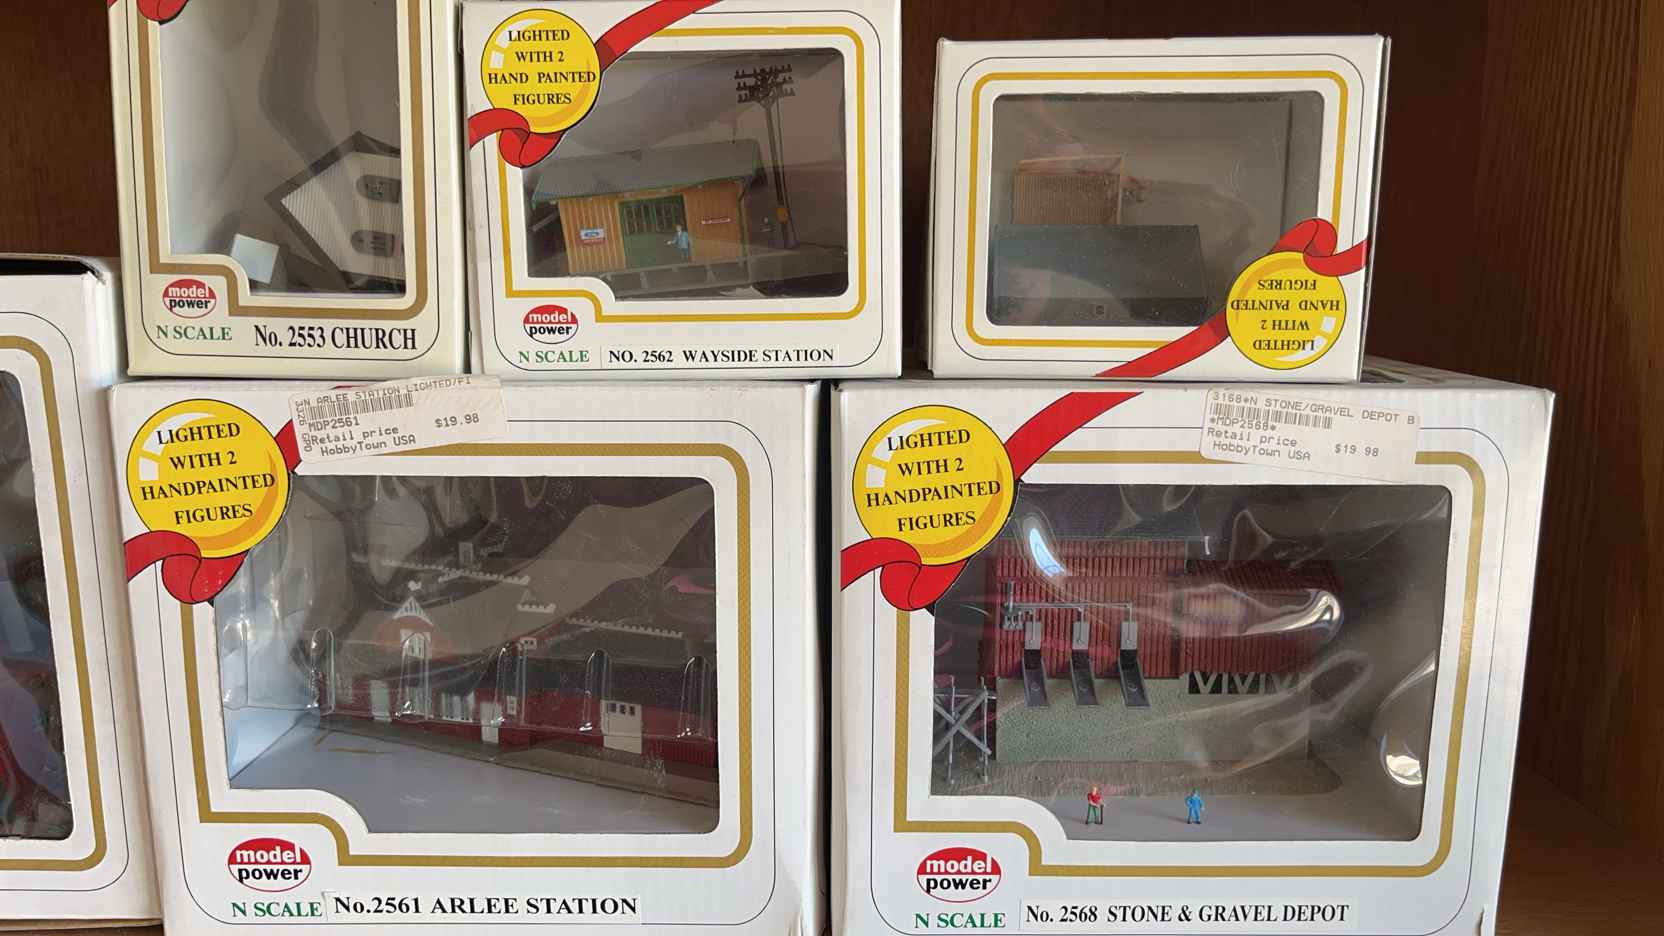 model
power
N SCALE
No. 2553 CHURCH
LIGHTED
WITH 2
HAND PAINTED
FIGURES
model
power
N SCALE
NO. 2562 WAYSIDE STATION
LIGHTED
WITH 2
HAND PAINTED
FIGURES
LIGHTED
WITH 2
HANDPAINTED
FIGURES
N ARLEE STATION LIGHTED/FI
MDP2561
Retail price $19.98
HobbyTown USA
model
power
N SCALE
No.2561 ARLEE STATION
LIGHTED
WITH 2
HANDPAINTED
FIGURES
3168*N STONE/GRAVEL DEPOT B
*MDP2568*
Retail price
HobbyTown USA $19 98
model
power
N SCALE
No. 2568 STONE & GRAVEL DEPOT